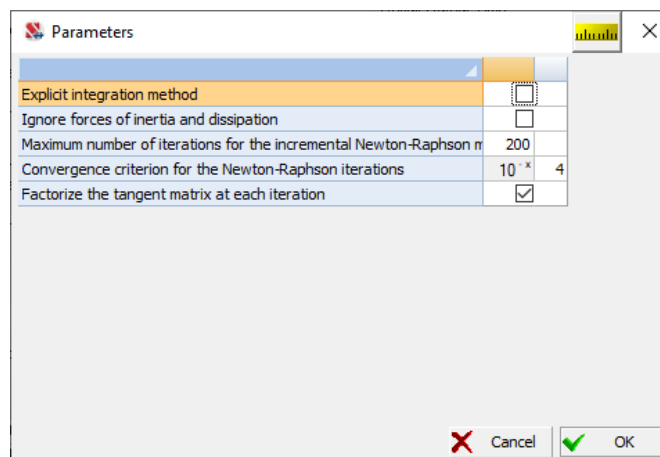 Parameters
Explicit integration method
Ignore forces of inertia and dissipation
Maximum number of iterations for the incremental Newton-Raphson m 200
Convergence criterion for the Newton-Raphson iterations 10^-x 4
Factorize the tangent matrix at each iteration
Cancel OK